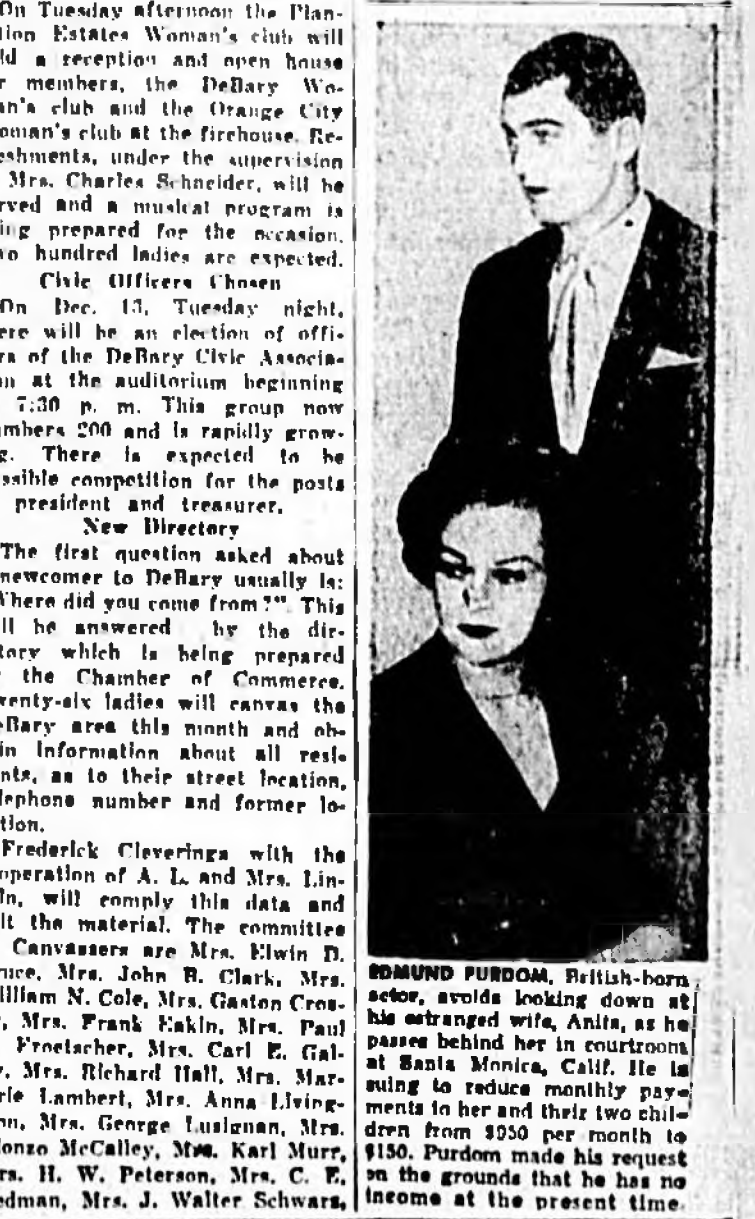 On Tuesday afternoon the Plan-
tion Estates Woman's club will
ld a reception and open house
r members, the DeBary Wo-
an's club and the Orange City
oman's club at the firehouse. Re-
eshments, under the supervision
Mrs. Charles Schneider, will be
rved and a musical program is
ing prepared for the occasion.
wo hundred ladies are expected.
Civic Officers Chosen
On Dec. 13, Tuesday night,
ere will be an election of offi-
rs of the DeBary Civic Associa-
on at the auditorium beginning
7:30 p. m. This group now
umbers 200 and is rapidly grow-
g. There is expected to be
ssible competition for the posts
president and treasurer.
New Directory
The first question asked about
newcomer to DeBary usually is:
Where did you come from?" This
ll be answered by the dir-
tory which is being prepared
the Chamber of Commerce.
wenty-six ladies will canvas the
eBary area this month and ob-
in information about all resi-
nts, as to their street location,
lephone number and former lo-
tion.
Frederick Cleveringa with the
operation of A. L. and Mrs. Lin-
ln, will comply this data and
it the material. The committee
Canvassers are Mrs. Elwin D.
uce, Mrs. John B. Clark, Mrs.
illiam N. Cole, Mrs. Gaston Cros-
, Mrs. Frank Eakin, Mrs. Paul
Froetscher, Mrs. Carl E. Gal-
, Mrs. Richard Hall, Mrs. Mar-
rie Lambert, Mrs. Anna Living-
on, Mrs. George Lusignan, Mrs.
lonzo McCalley, Mrs. Karl Murr,
rs. H. W. Peterson, Mrs. C. E.
edman, Mrs. J. Walter Schwars,
EDMUND PURDOM, British-born
actor, avoids looking down at
his estranged wife, Anita, as he
passes behind her in courtroom
at Santa Monica, Calif. He is
suing to reduce monthly pay-
ments to her and their two chil-
dren from $950 per month to
$150. Purdom made his request
on the grounds that he has no
income at the present time.